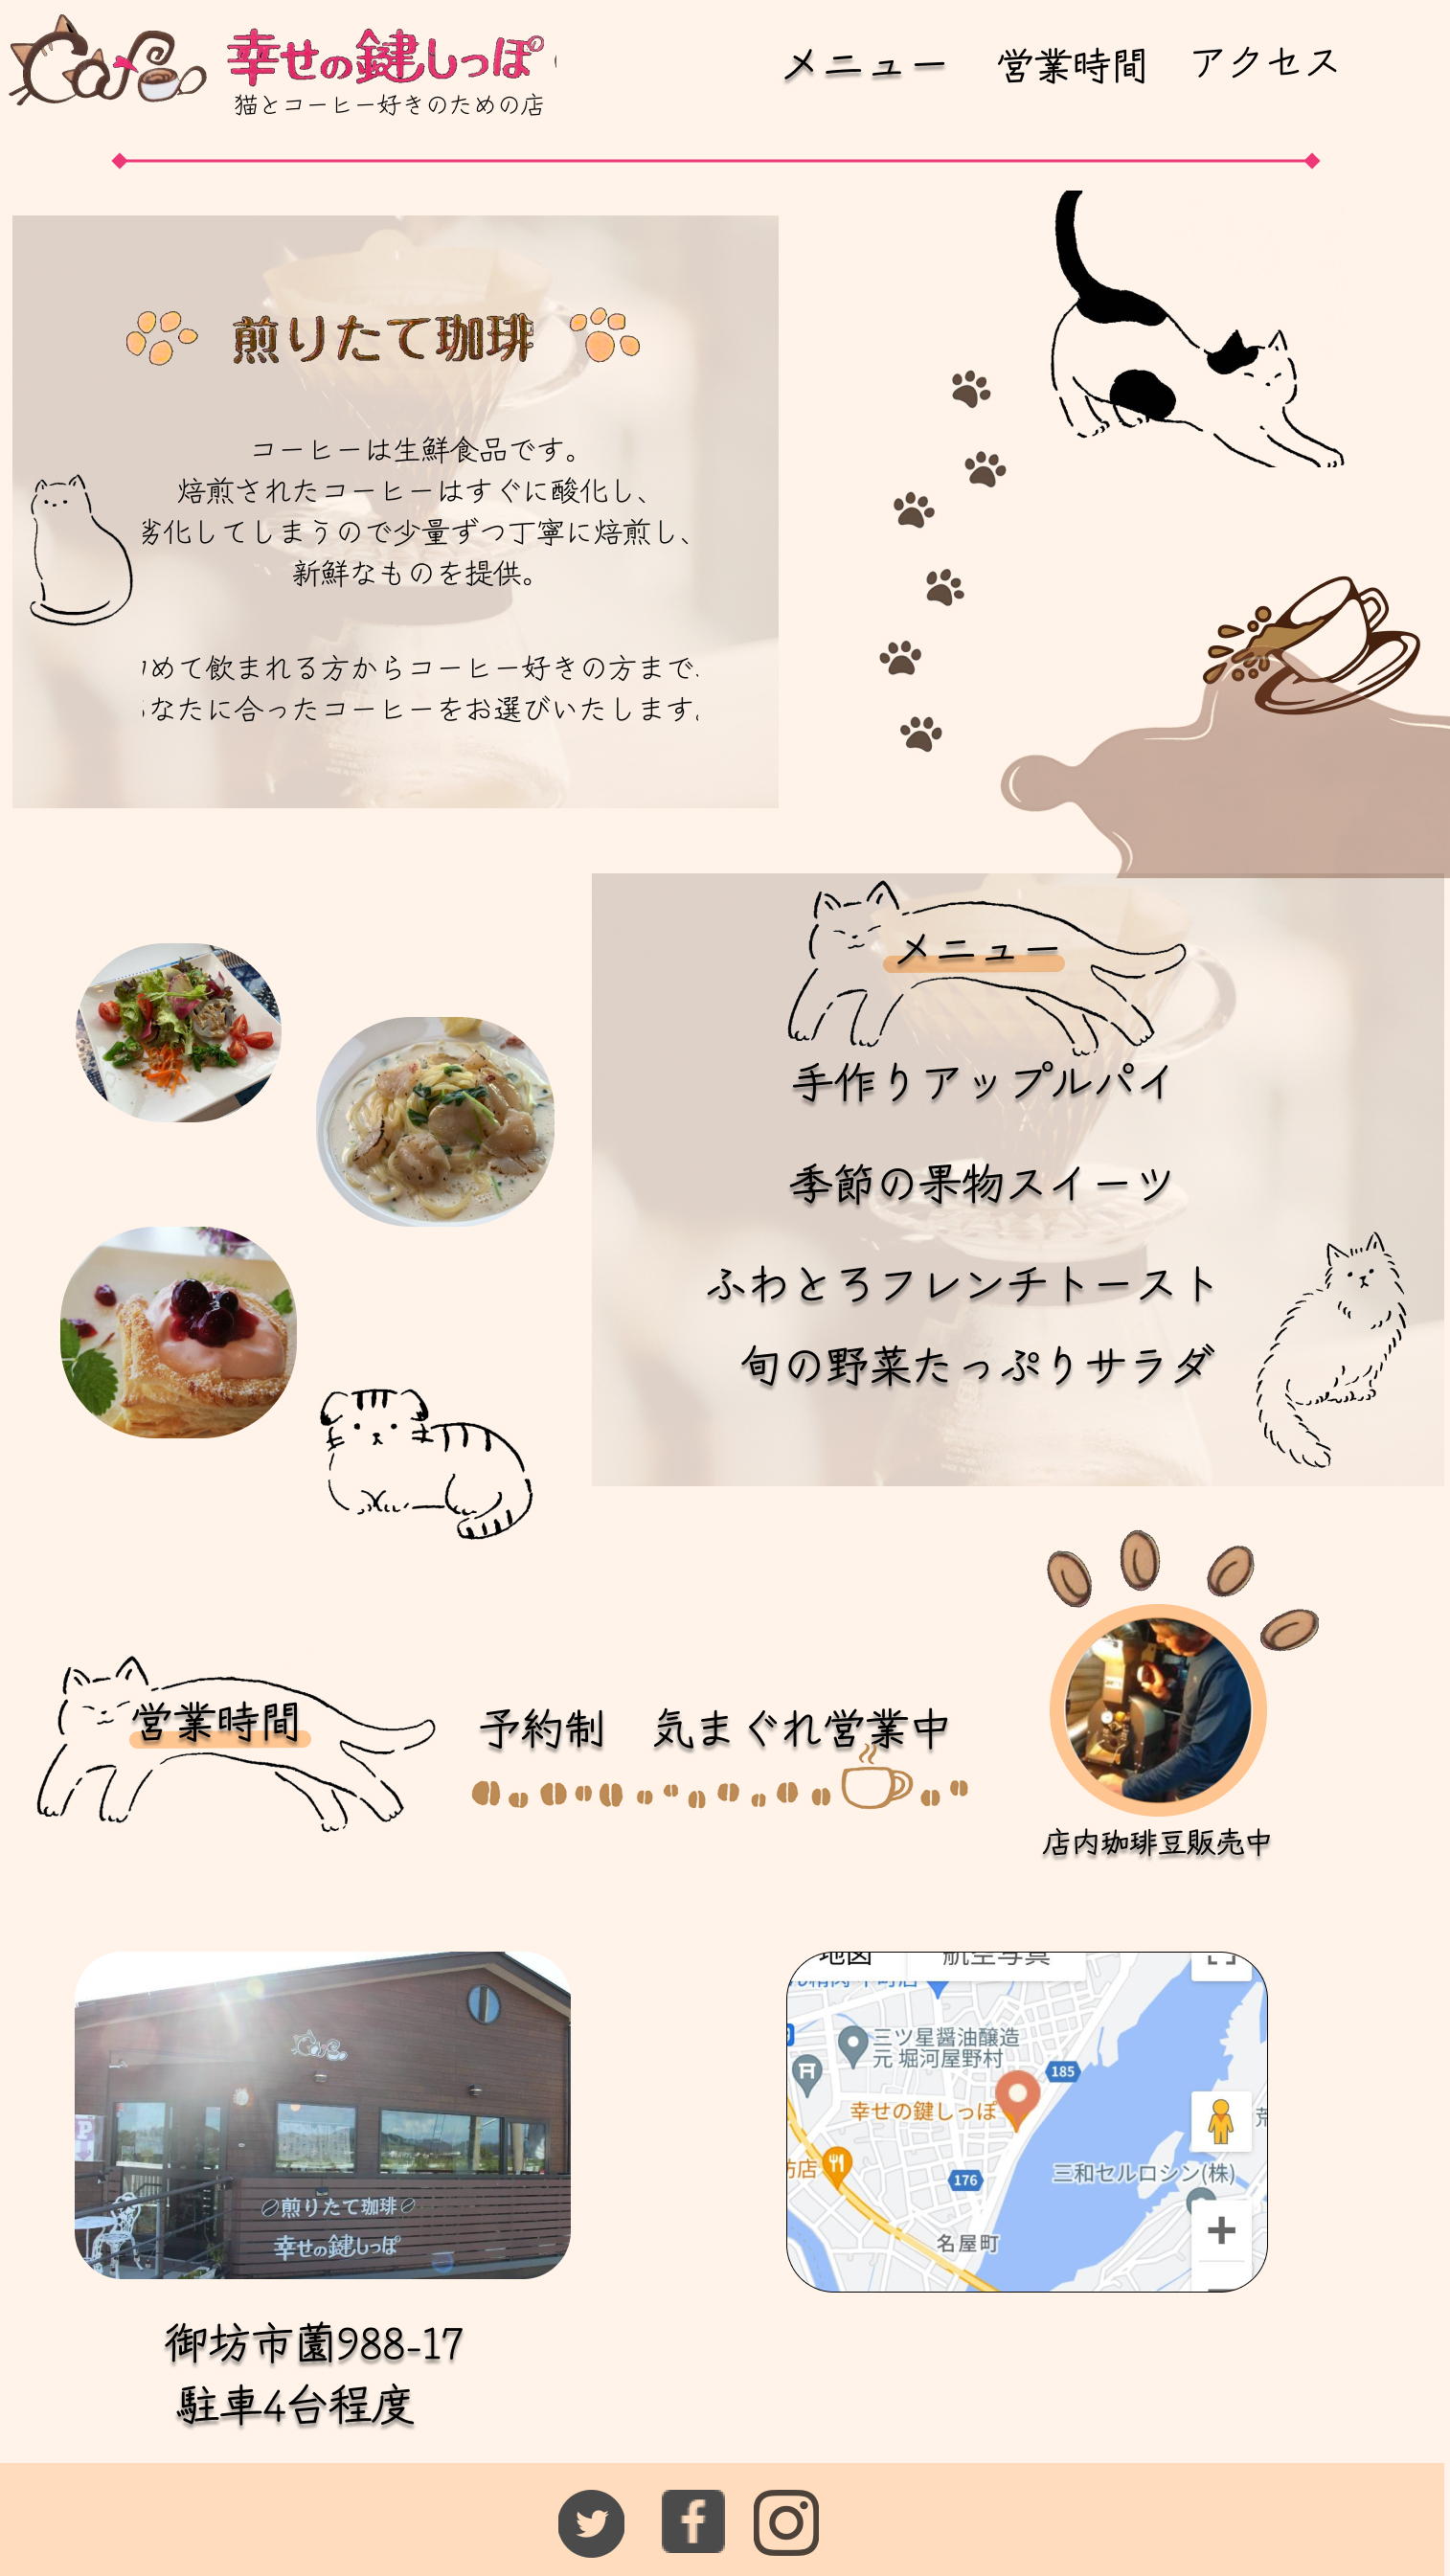 Cafe
幸せの鍵しっぽ
猫とコーヒー好きのための店
メニュー 営業時間 アクセス
煎りたて珈琲
コーヒーは生鮮食品です。
焙煎されたコーヒーはすぐに酸化し、
劣化してしまうので少量ずつ丁寧に焙煎し、
新鮮なものを提供。
めて飲まれる方からコーヒー好きの方まで
なたに合ったコーヒーをお選びいたします。
メニュー
手作りアップルパイ
季節の果物スイーツ
ふわとろフレンチトースト
旬の野菜たっぷりサラダ
営業時間
予約制 気まぐれ営業中
店内珈琲豆販売中
Cafe
煎りたて珈琲
幸せの鍵しっぽ
地図 航空写真
三ツ星醤油醸造
元 堀河屋野村
185
幸せの鍵しっぽ
176
三和セルロシン(株)
名屋町
御坊市薗988-17
駐車4台程度